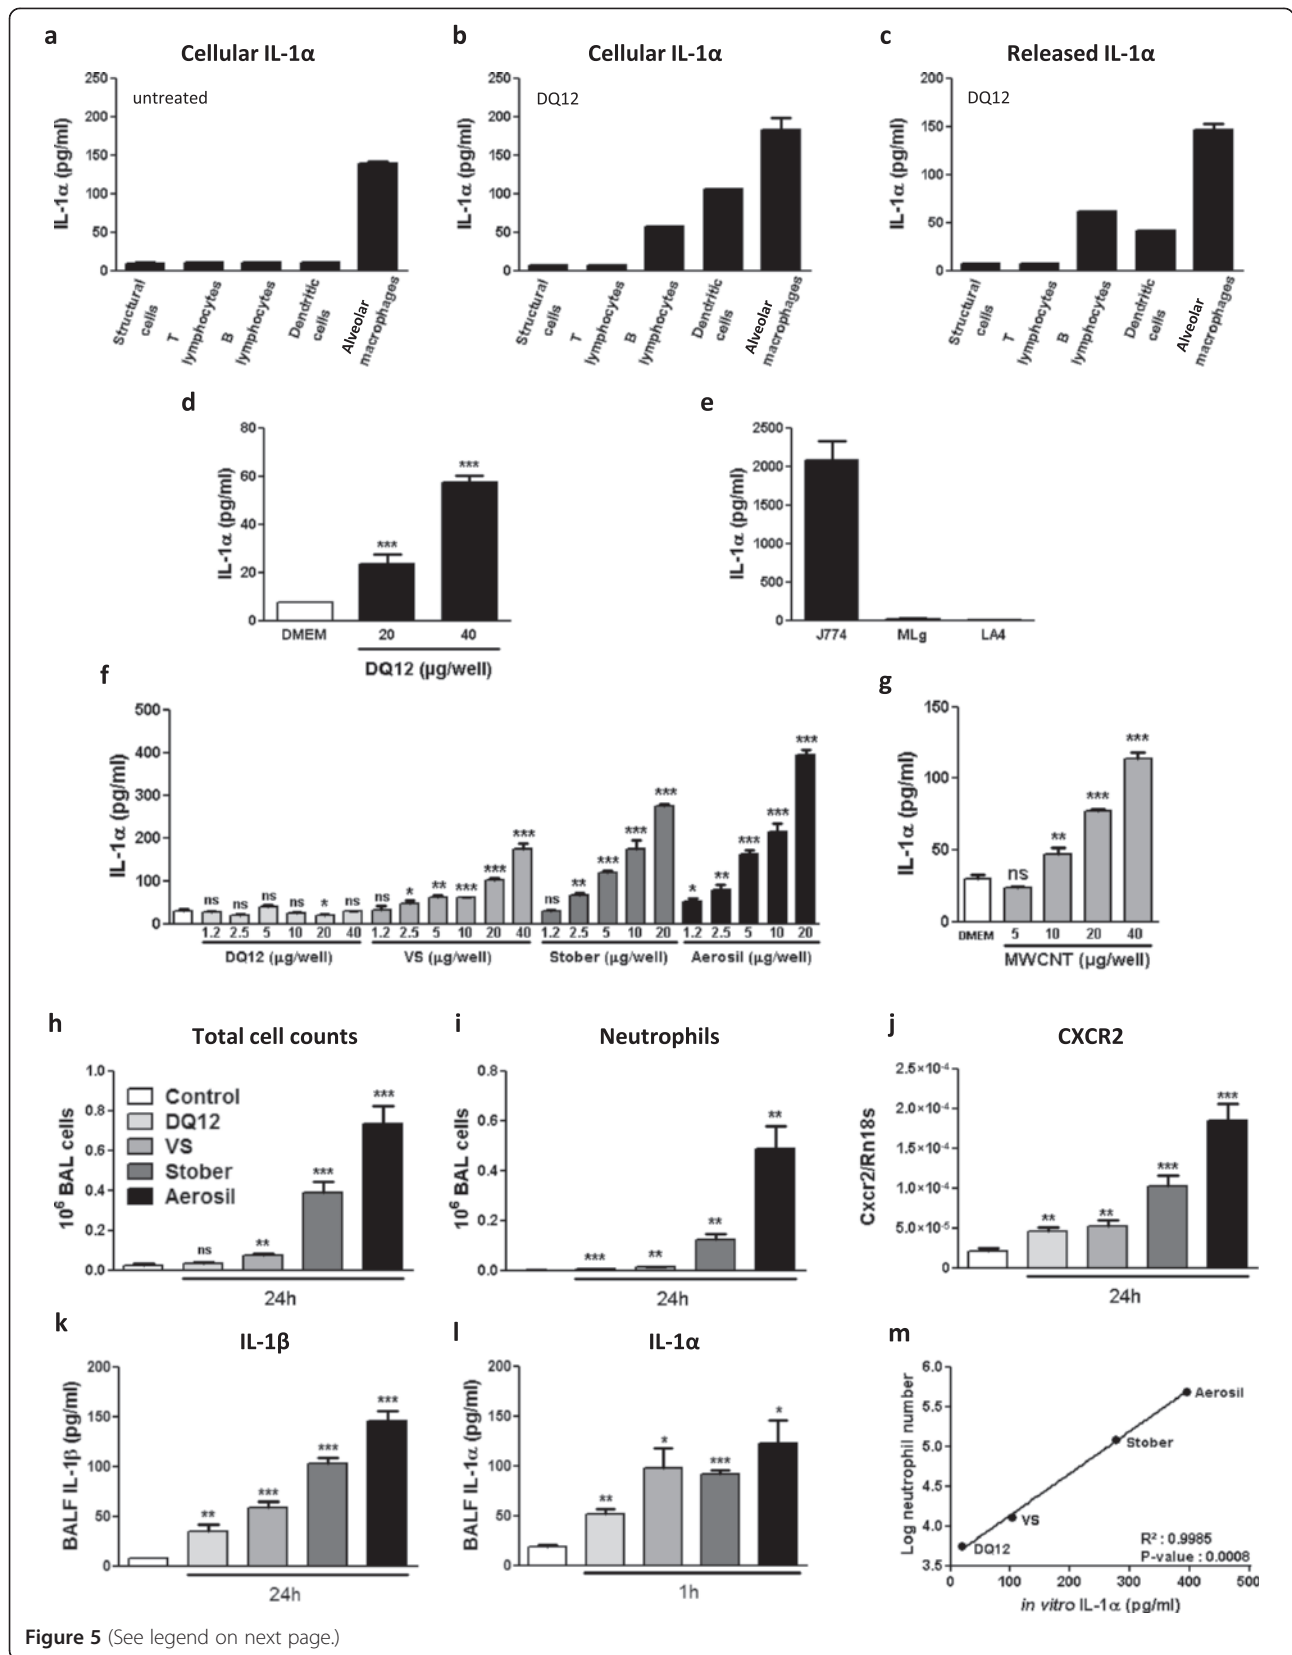 a
Cellular IL-1α
IL-1α (pg/ml)
250
200
150
100
50
0
untreated
Structural cells
T lymphocytes
B lymphocytes
Dendritic cells
Alveolar macrophages
b
Cellular IL-1α
IL-1α (pg/ml)
250
200
150
100
50
0
DQ12
Structural cells
T lymphocytes
B lymphocytes
Dendritic cells
Alveolar macrophages
c
Released IL-1α
IL-1α (pg/ml)
200
150
100
50
0
DQ12
Structural cells
T lymphocytes
B lymphocytes
Dendritic cells
Alveolar macrophages
d
IL-1α (pg/ml)
80
60
40
20
0
*** ***
DMEM 20 40
DQ12 (µg/well)
e
IL-1α (pg/ml)
2500
2000
1500
1000
500
0
J774 MLg LA4
f
IL-1α (pg/ml)
500
400
300
200
100
0
ns ns ns ns * ns ns * ** *** *** *** ns ** *** *** *** * ** *** *** ***
1.2 2.5 5 10 20 40 1.2 2.5 5 10 20 40 1.2 2.5 5 10 20 1.2 2.5 5 10 20
DQ12 (µg/well) VS (µg/well) Stober (µg/well) Aerosil (µg/well)
g
IL-1α (pg/ml)
150
100
50
0
ns ** *** ***
DMEM 5 10 20 40
MWCNT (µg/well)
h
Total cell counts
10⁶ BAL cells
1.0
0.8
0.6
0.4
0.2
0.0
Control
DQ12
VS
Stober
Aerosil
ns ** *** ***
24h
i
Neutrophils
10⁶ BAL cells
0.8
0.6
0.4
0.2
0.0
*** ** ** **
24h
j
CXCR2
Cxcr2/Rn18s
2.5×10⁻⁴
2.0×10⁻⁴
1.5×10⁻⁴
1.0×10⁻⁴
5.0×10⁻⁵
0
** ** *** ***
24h
k
IL-1β
BALF IL-1β (pg/ml)
200
150
100
50
0
** *** *** ***
24h
l
IL-1α
BALF IL-1α (pg/ml)
200
150
100
50
0
** * *** *
1h
m
Log neutrophil number
6.0
5.5
5.0
4.5
4.0
3.5
Aerosil
Stober
VS
DQ12
R² : 0.9985
P-value : 0.0008
0 100 200 300 400 500
in vitro IL-1α (pg/ml)
Figure 5 (See legend on next page.)